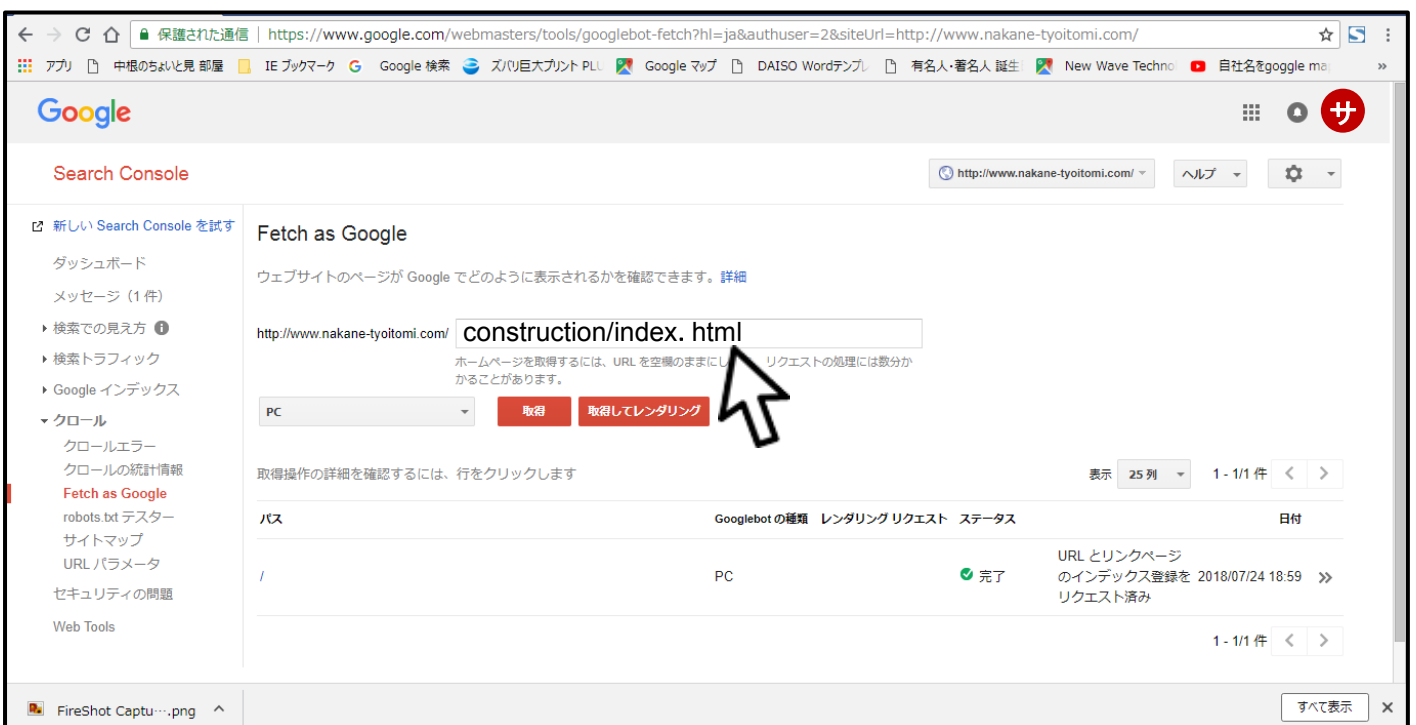 保護された通信 https://www.google.com/webmasters/tools/googlebot-fetch?hl=ja&authuser=2&siteUrl=http://www.nakane-tyoitomi.com/
アプリ 中根のちょいと見 部屋 IE ブックマーク G Google 検索 ズバリ巨大プリント PLU Google マップ DAISO Wordテンプレ 有名人・著名人 誕生 New Wave Techno 自社名をgoggle ma »
Google サ
Search Console http://www.nakane-tyoitomi.com/ ヘルプ
新しい Search Console を試す
Fetch as Google
ダッシュボード
ウェブサイトのページが Google でどのように表示されるかを確認できます。詳細
メッセージ（1 件）
検索での見え方
http://www.nakane-tyoitomi.com/ construction/index. html
検索トラフィック
ホームページを取得するには、URL を空欄のままにし リクエストの処理には数分か
かることがあります。
Google インデックス
PC 取得 取得してレンダリング
クロール
クロールエラー
クロールの統計情報
取得操作の詳細を確認するには、行をクリックします 表示 25 列 1 - 1/1 件
Fetch as Google
robots.txt テスター
パス Googlebot の種類 レンダリング リクエスト ステータス 日付
サイトマップ
URL パラメータ
/ PC 完了 URL とリンクページ
のインデックス登録を 2018/07/24 18:59 »
リクエスト済み
セキュリティの問題
Web Tools
1 - 1/1 件
FireShot Captu….png すべて表示 ×